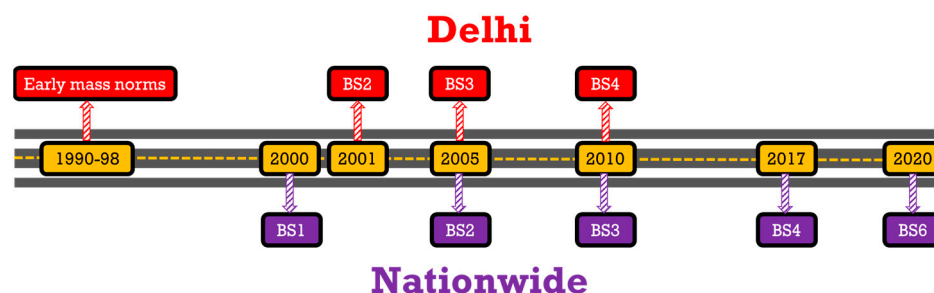 Delhi
Early mass norms BS2 BS3 BS4
1990-98 2000 2001 2005 2010 2017 2020
BS1 BS2 BS3 BS4 BS6
Nationwide